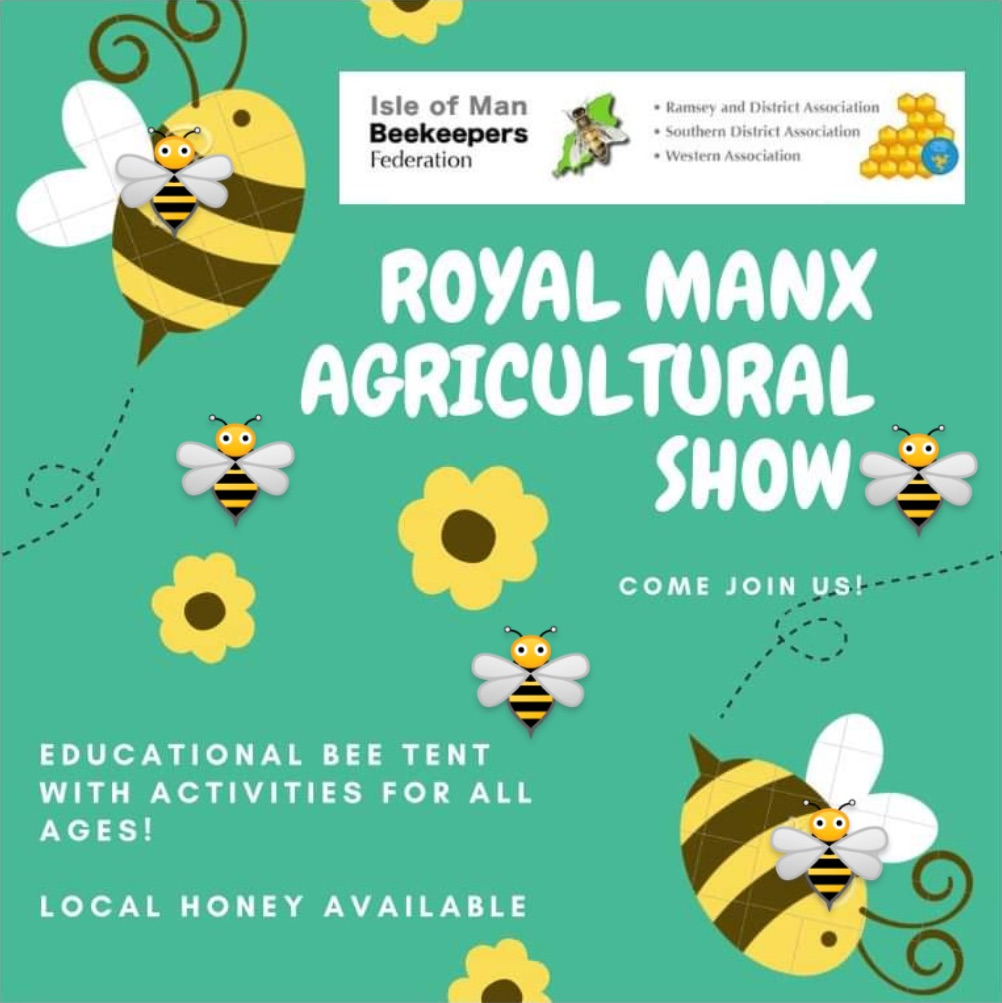 Isle of Man
Beekeepers
Federation
• Ramsey and District Association
• Southern District Association
• Western Association
ROYAL MANX
AGRICULTURAL
SHOW
COME JOIN US!
EDUCATIONAL BEE TENT
WITH ACTIVITIES FOR ALL
AGES!
LOCAL HONEY AVAILABLE